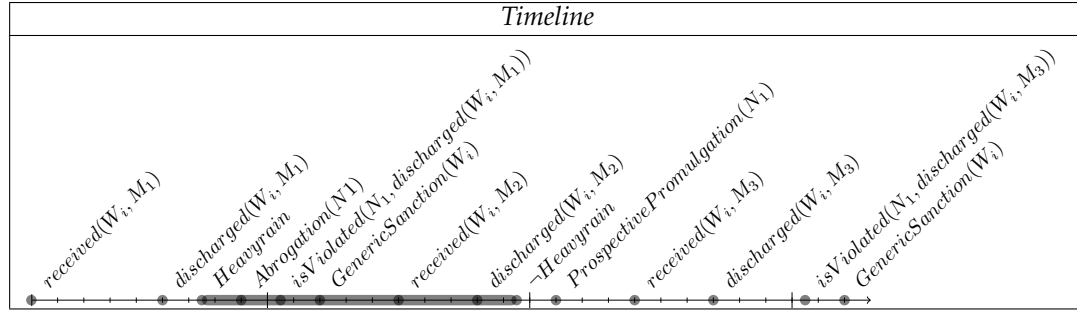 Timeline
received(W_i, M_1)
discharged(W_i, M_1)
Heavyrain
Abrogation(N1)
isViolated(N_1, discharged(W_i, M_1))
GenericSanction(W_i)
received(W_i, M_2)
discharged(W_i, M_2)
¬Heavyrain
ProspectivePromulgation(N_1)
received(W_i, M_3)
discharged(W_i, M_3)
isViolated(N_1, discharged(W_i, M_3))
GenericSanction(W_i)